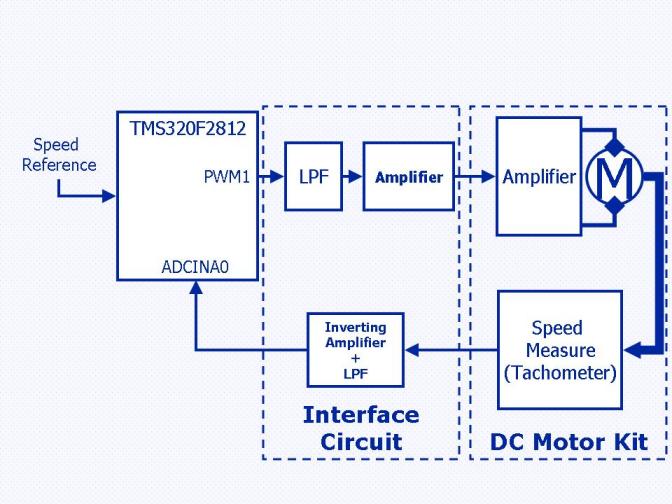 TMS320F2812
Speed
Reference
PWM1
LPF
Amplifier
Amplifier
M
ADCINA0
Inverting
Amplifier
+
LPF
Speed
Measure
(Tachometer)
Interface
Circuit
DC Motor Kit